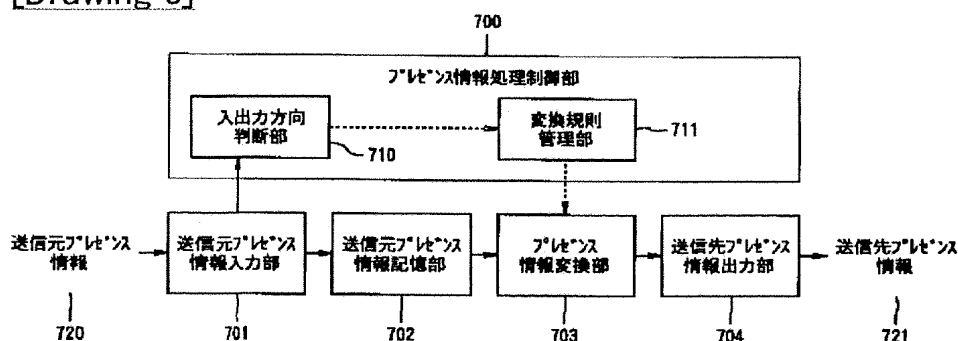 700
プレゼンス情報処理制御部
入出力方向
判断部
710
変換規則
管理部
711
送信元プレゼンス
情報
送信元プレゼンス
情報入力部
送信元プレゼンス
情報記憶部
プレゼンス
情報変換部
送信先プレゼンス
情報出力部
送信先プレゼンス
情報
720
701
702
703
704
721